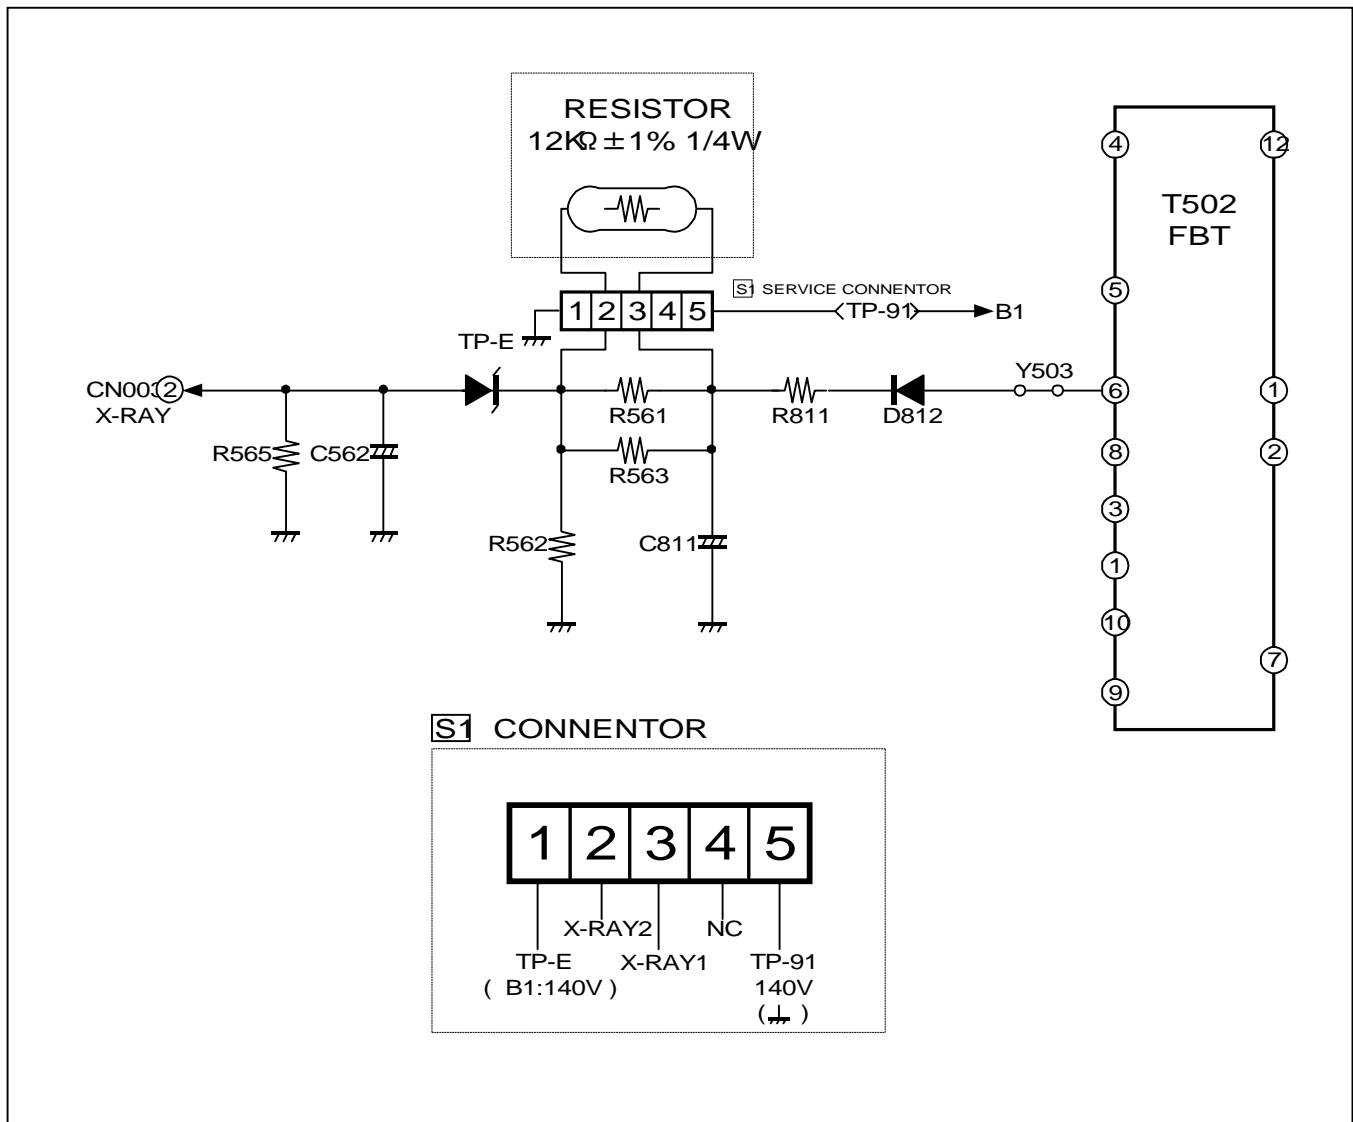 RESISTOR
12KΩ ±1% 1/4W
4
12
T502
FBT
5
S1 SERVICE CONNENTOR
1 2 3 4 5
TP-91
B1
TP-E
Y503
CN003 2
X-RAY
6
1
R561
R811
D812
R565
C562
8
2
R563
3
R562
C811
1
10
7
9
S1 CONNENTOR
1 2 3 4 5
X-RAY2
NC
TP-E
X-RAY1
TP-91
( B1:140V )
140V
( )